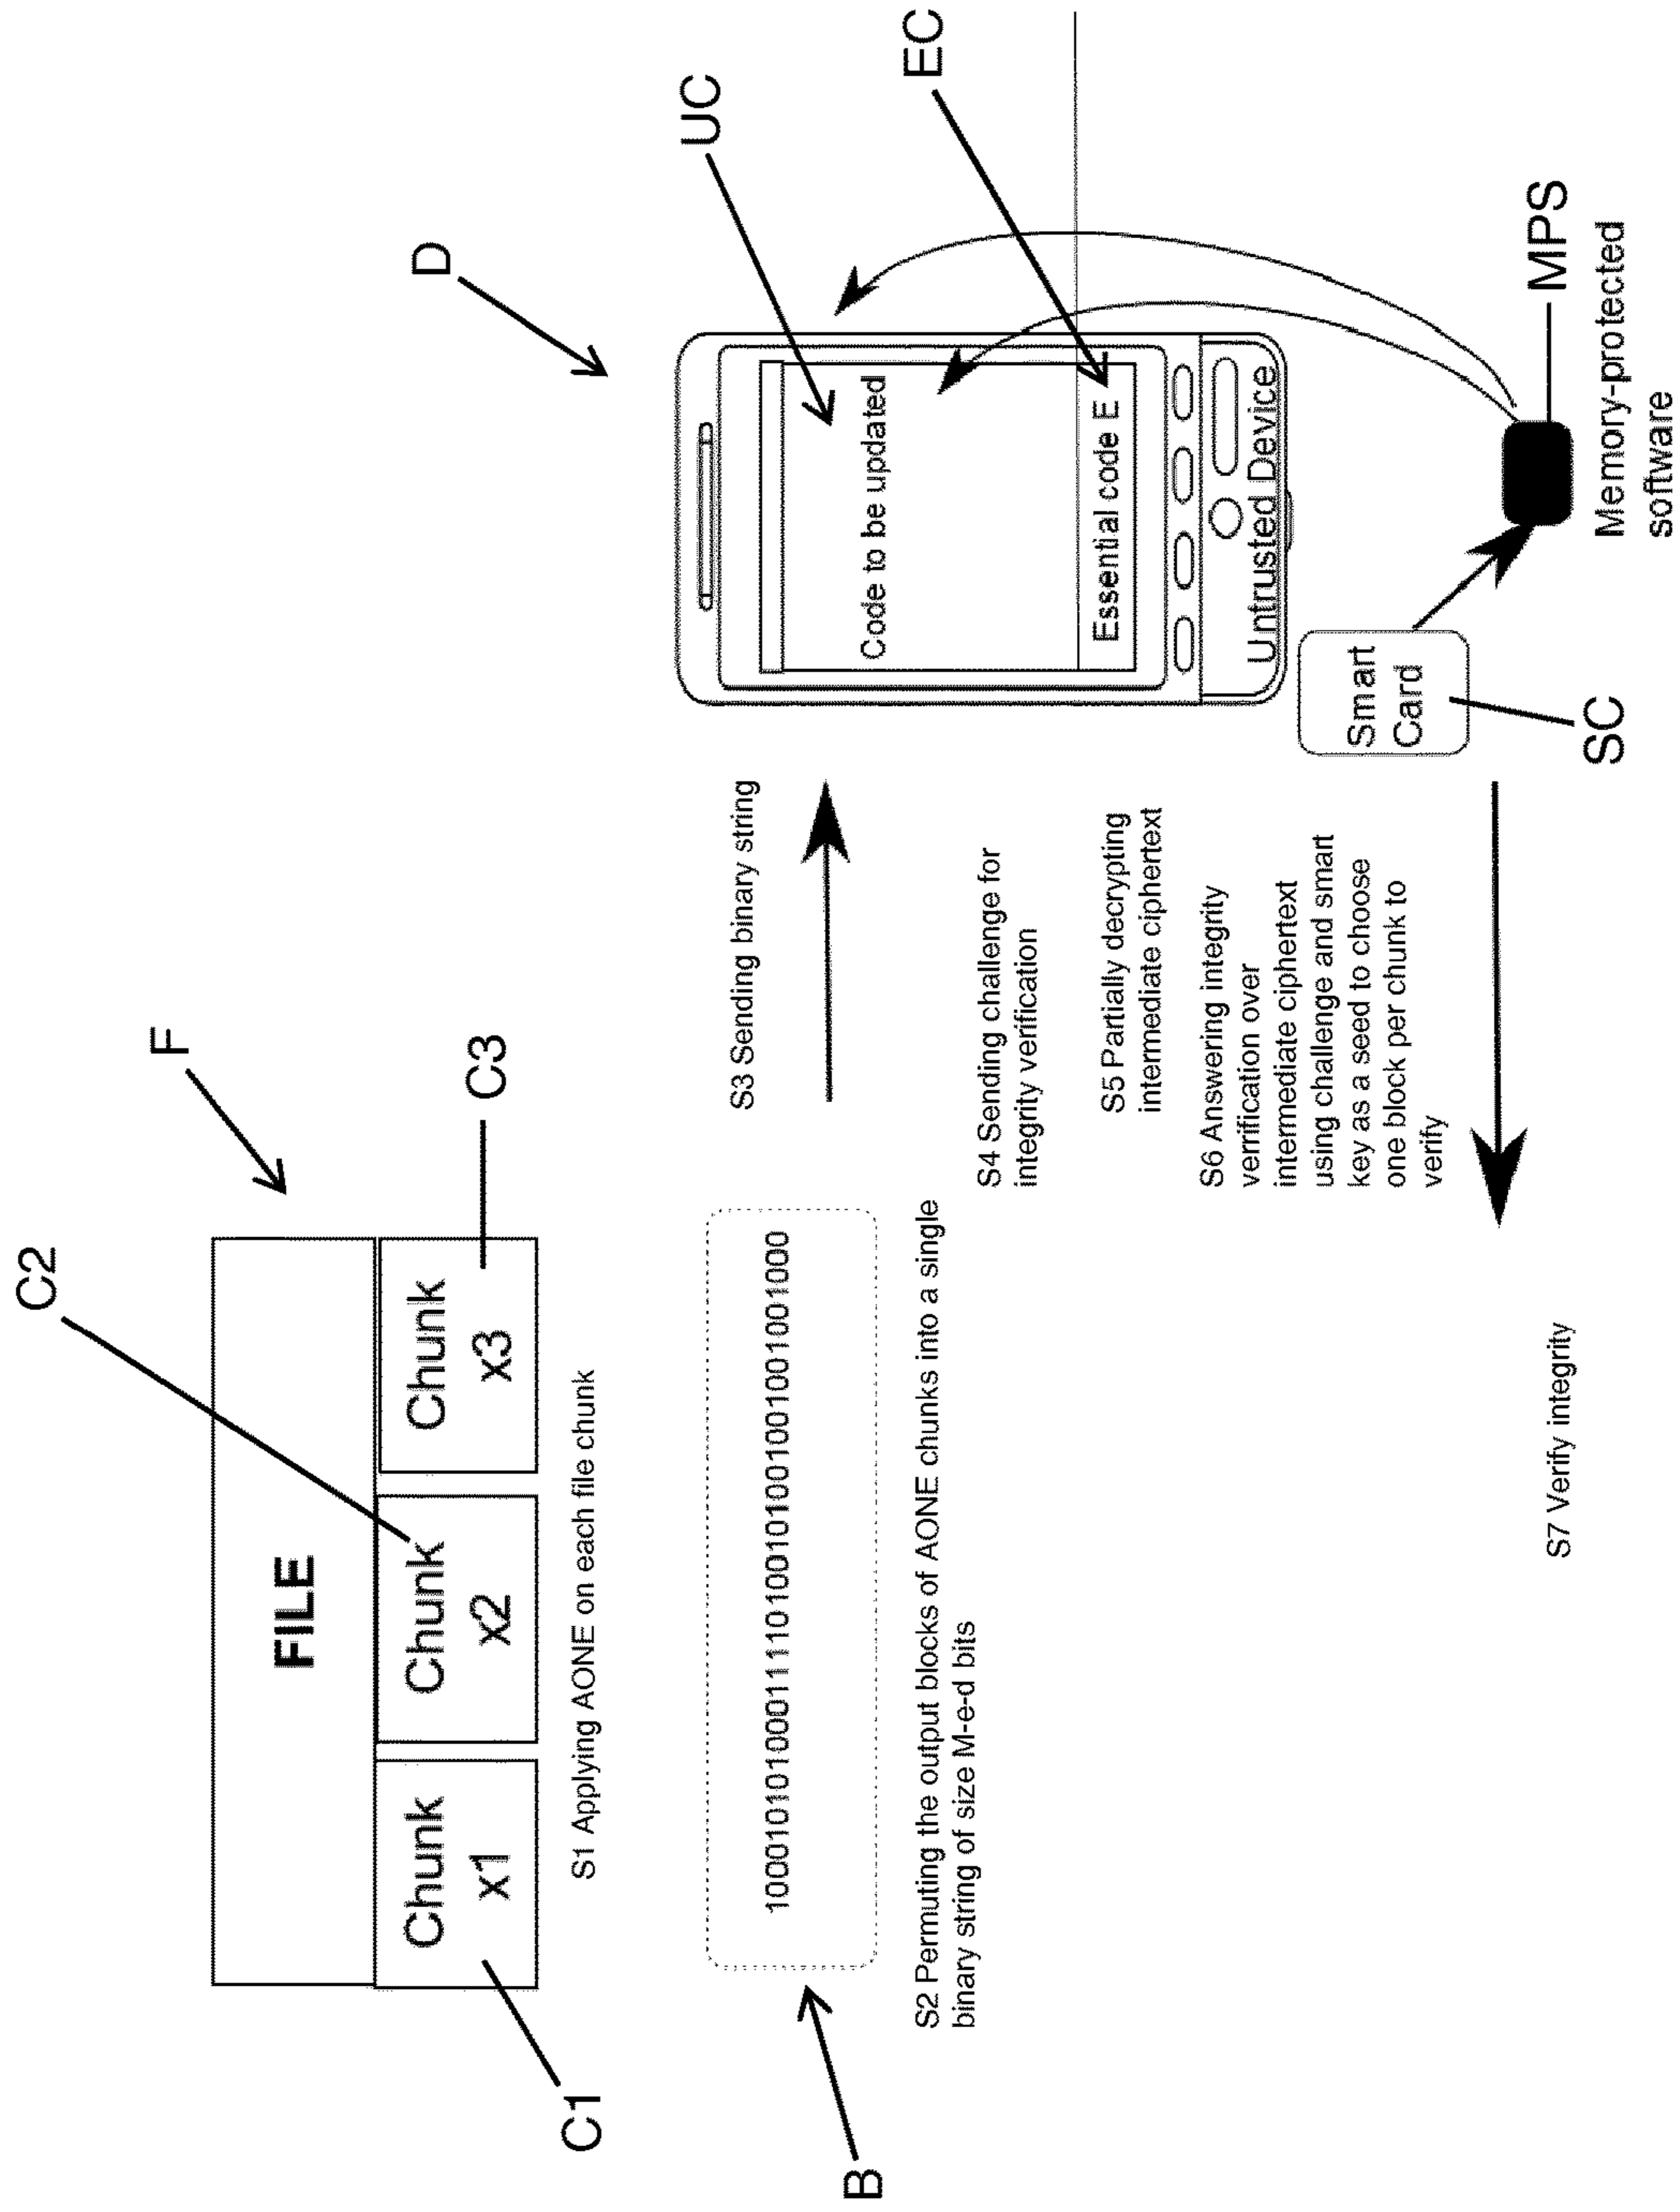 F
C2
FILE
Chunk
x1
Chunk
x2
Chunk
x3
C1
C3
S1 Applying AONE on each file chunk
B
S2 Permuting the output blocks of AONE chunks into a single
binary string of size M-e-d bits
S3 Sending binary string
S4 Sending challenge for
integrity verification
S5 Partially decrypting
intermediate ciphertext
S6 Answering integrity
verrification over
intermediate ciphertext
using challenge and smart
key as a seed to choose
one block per chunk to
verify
S7 Verify integrity
D
UC
EC
Code to be updated
Essential code E
Untrusted Device
Smart
Card
SC
MPS
Memory-protected
software